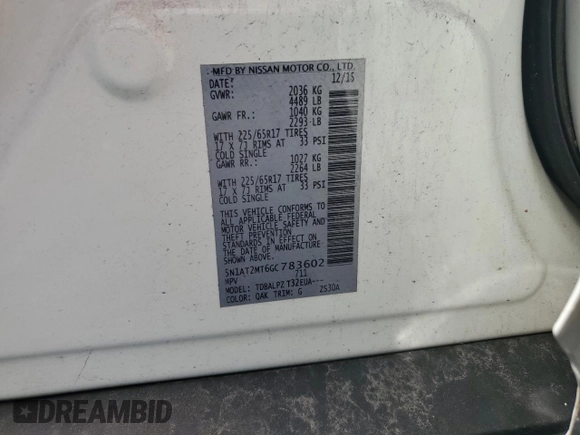 MFD BY NISSAN MOTOR CO., LTD.
DATE: 12/15
GVWR: 2036 KG
4489 LB
GAWR FR.: 1040 KG
2293 LB
WITH 225/65R17 TIRES
17 X 7J RIMS AT 33 PSI
COLD SINGLE
GAWR RR.: 1027 KG
2264 LB
WITH 225/65R17 TIRES
17 X 7J RIMS AT 33 PSI
COLD SINGLE
THIS VEHICLE CONFORMS TO
ALL APPLICABLE FEDERAL
MOTOR VEHICLE SAFETY AND
THEFT PREVENTION
STANDARDS IN EFFECT ON THE
DATE OF MANUFACTURE
SHOWN ABOVE.
5N1AT2MT6GC783602
MPV 711
MODEL: TDBALPZ T32EUA---
COLOR: QAK TRIM: G 2S30A
DREAMBID